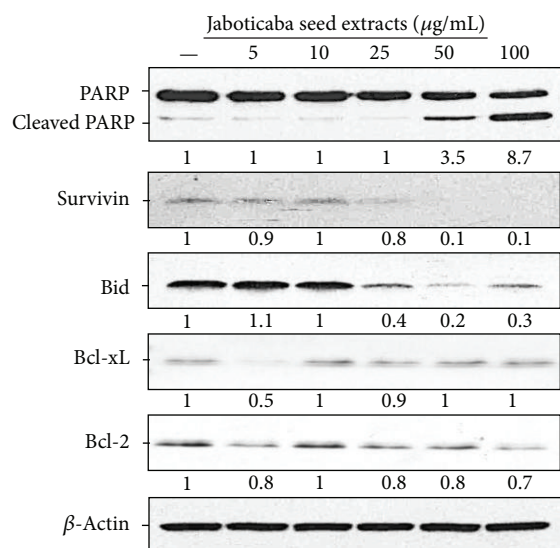 Jaboticaba seed extracts (μg/mL)
— 5 10 25 50 100
PARP
Cleaved PARP
1 1 1 1 3.5 8.7
Survivin
1 0.9 1 0.8 0.1 0.1
Bid
1 1.1 1 0.4 0.2 0.3
Bcl-xL
1 0.5 1 0.9 1 1
Bcl-2
1 0.8 1 0.8 0.8 0.7
β-Actin